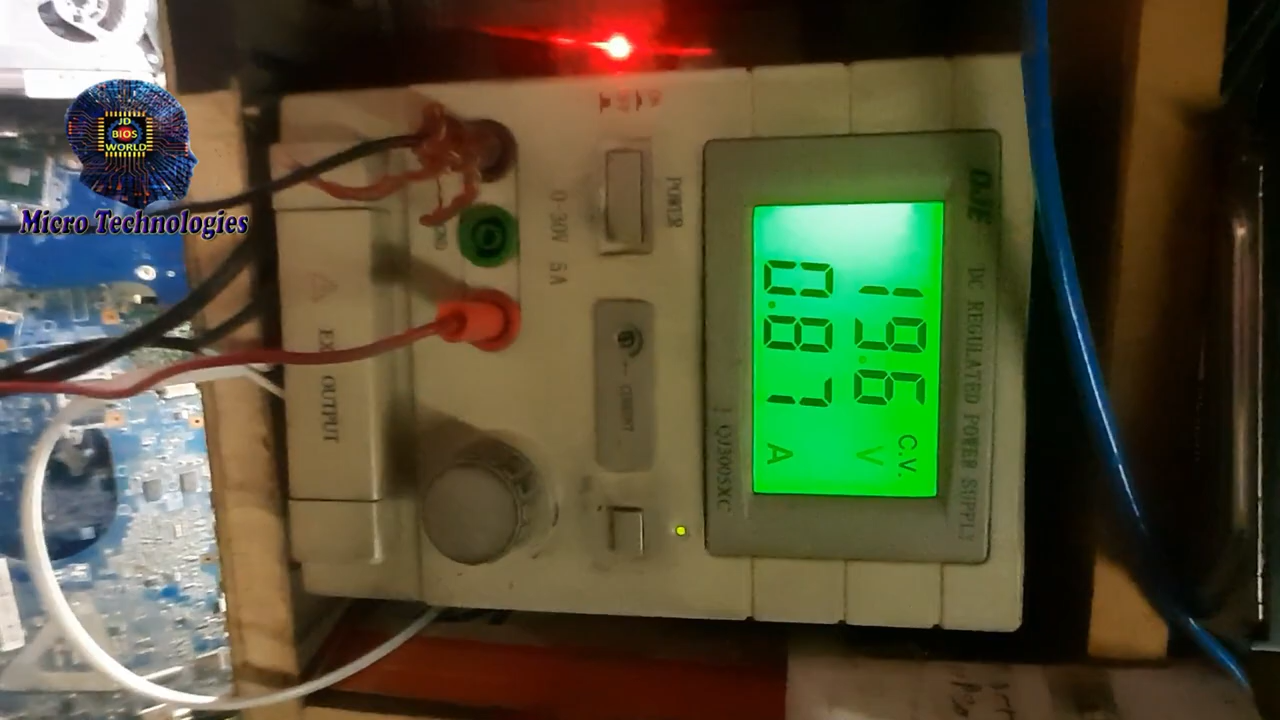 JD
BIOS
WORLD
Micro Technologies
QJE
DC REGULATED POWER SUPPLY
C.V.
19.6 V
0.87 A
QJ3005XC
POWER
0-30V 5A
OUTPUT